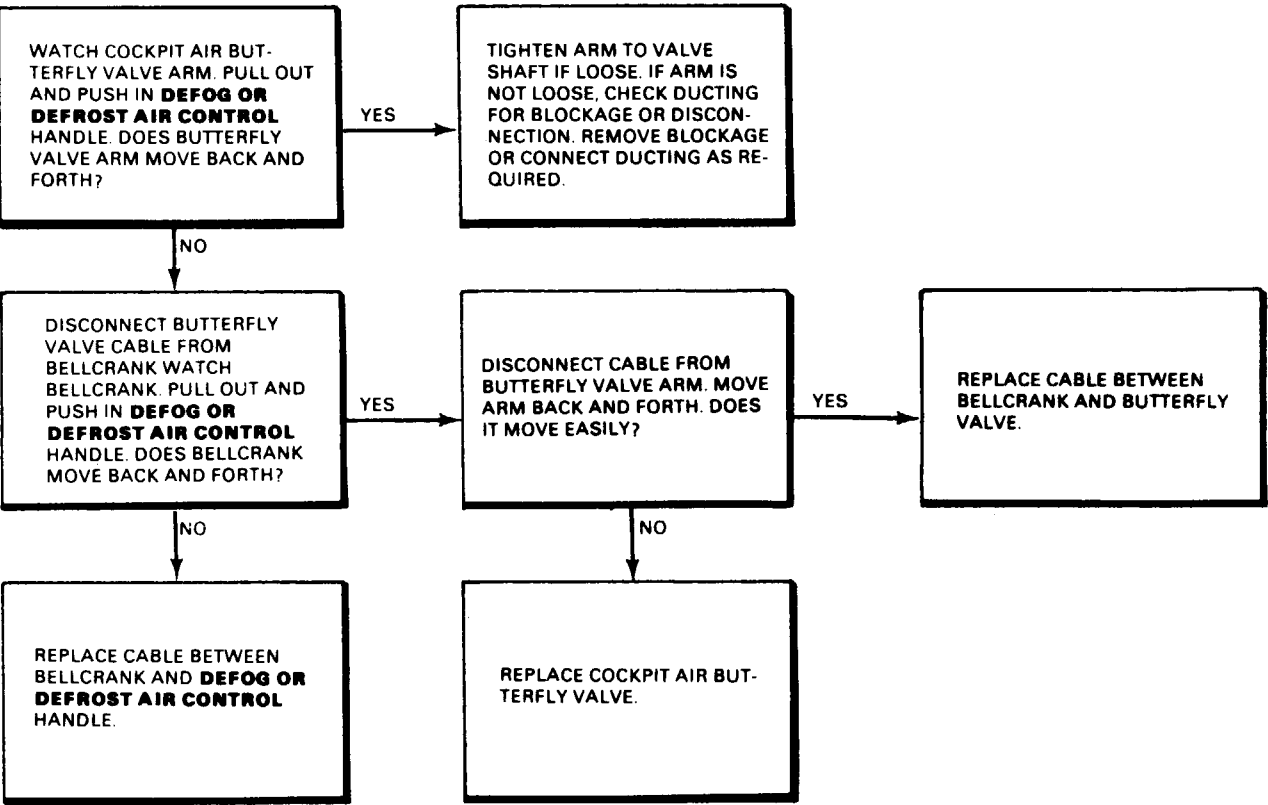 WATCH COCKPIT AIR BUT-
TERFLY VALVE ARM. PULL OUT
AND PUSH IN DEFOG OR
DEFROST AIR CONTROL
HANDLE. DOES BUTTERFLY
VALVE ARM MOVE BACK AND
FORTH?
YES
TIGHTEN ARM TO VALVE
SHAFT IF LOOSE. IF ARM IS
NOT LOOSE, CHECK DUCTING
FOR BLOCKAGE OR DISCON-
NECTION. REMOVE BLOCKAGE
OR CONNECT DUCTING AS RE-
QUIRED.
NO
DISCONNECT BUTTERFLY
VALVE CABLE FROM
BELLCRANK WATCH
BELLCRANK. PULL OUT AND
PUSH IN DEFOG OR
DEFROST AIR CONTROL
HANDLE. DOES BELLCRANK
MOVE BACK AND FORTH?
YES
DISCONNECT CABLE FROM
BUTTERFLY VALVE ARM. MOVE
ARM BACK AND FORTH. DOES
IT MOVE EASILY?
YES
REPLACE CABLE BETWEEN
BELLCRANK AND BUTTERFLY
VALVE.
NO
NO
REPLACE CABLE BETWEEN
BELLCRANK AND DEFOG OR
DEFROST AIR CONTROL
HANDLE.
REPLACE COCKPIT AIR BUT-
TERFLY VALVE.